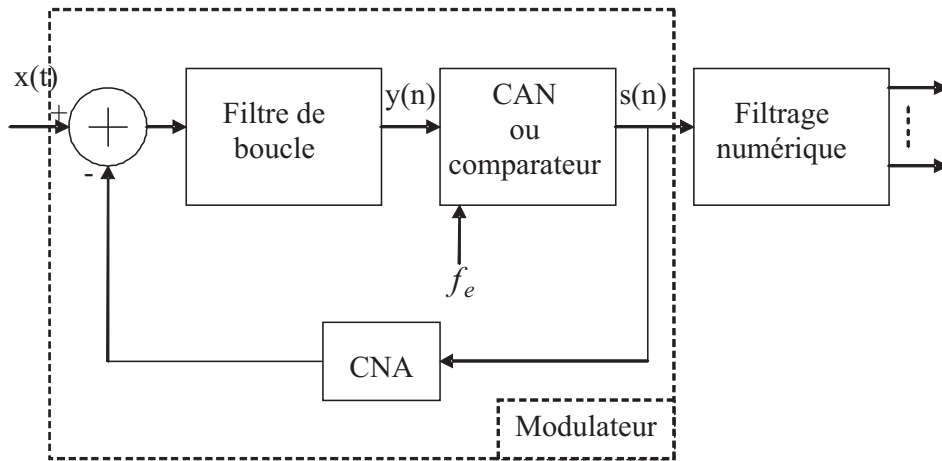 x(t)
+
-
Filtre de
boucle
y(n)
CAN
ou
comparateur
s(n)
Filtrage
numérique
f_e
CNA
Modulateur